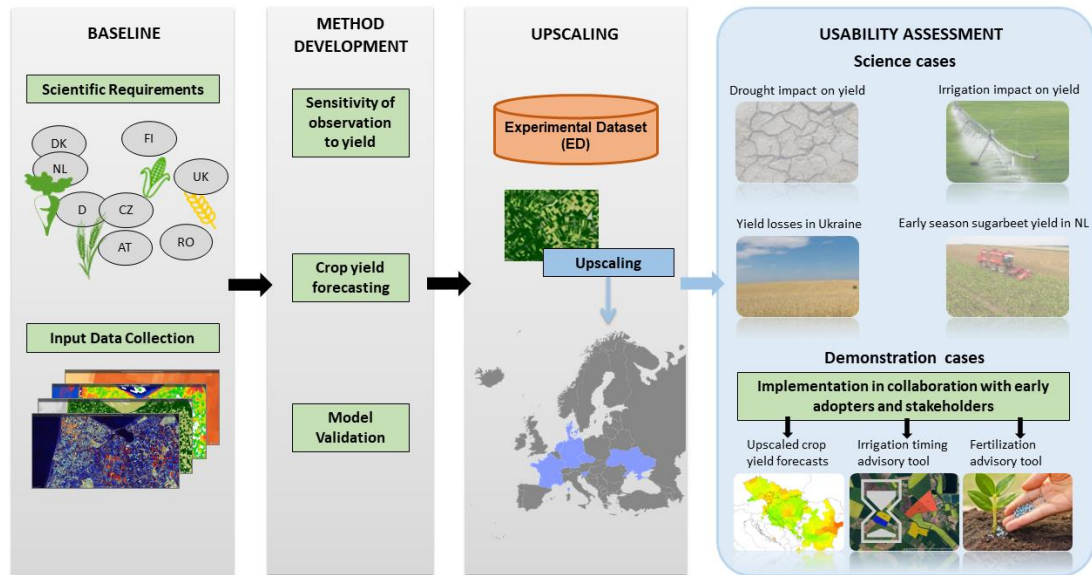 BASELINE
Scientific Requirements
DK
FI
NL
UK
D
CZ
AT
RO
Input Data Collection
METHOD
DEVELOPMENT
Sensitivity of
observation
to yield
Crop yield
forecasting
Model
Validation
UPSCALING
Experimental Dataset
(ED)
Upscaling
USABILITY ASSESSMENT
Science cases
Drought impact on yield
Irrigation impact on yield
Yield losses in Ukraine
Early season sugarbeet yield in NL
Demonstration cases
Implementation in collaboration with early
adopters and stakeholders
Upscaled crop
yield forecasts
Irrigation timing
advisory tool
Fertilization
advisory tool